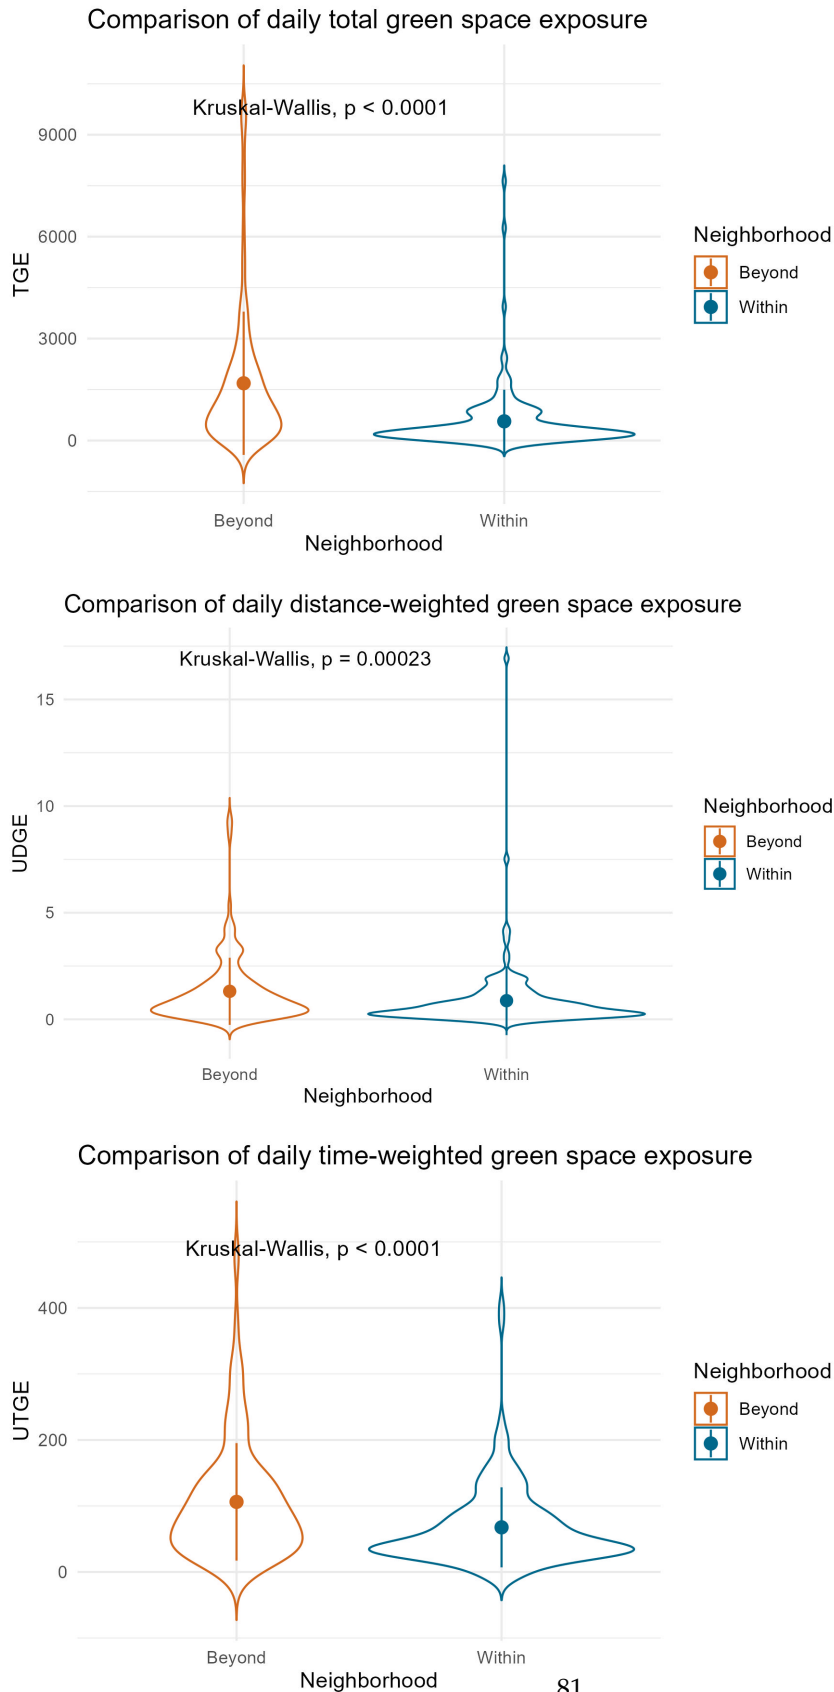 Comparison of daily total green space exposure
Kruskal-Wallis, p < 0.0001
9000
6000
3000
0
TGE
Beyond
Within
Neighborhood
Neighborhood
Beyond
Within
Comparison of daily distance-weighted green space exposure
Kruskal-Wallis, p = 0.00023
15
10
5
0
UDGE
Beyond
Within
Neighborhood
Neighborhood
Beyond
Within
Comparison of daily time-weighted green space exposure
Kruskal-Wallis, p < 0.0001
400
200
0
UTGE
Beyond
Within
Neighborhood
Neighborhood
Beyond
Within
81